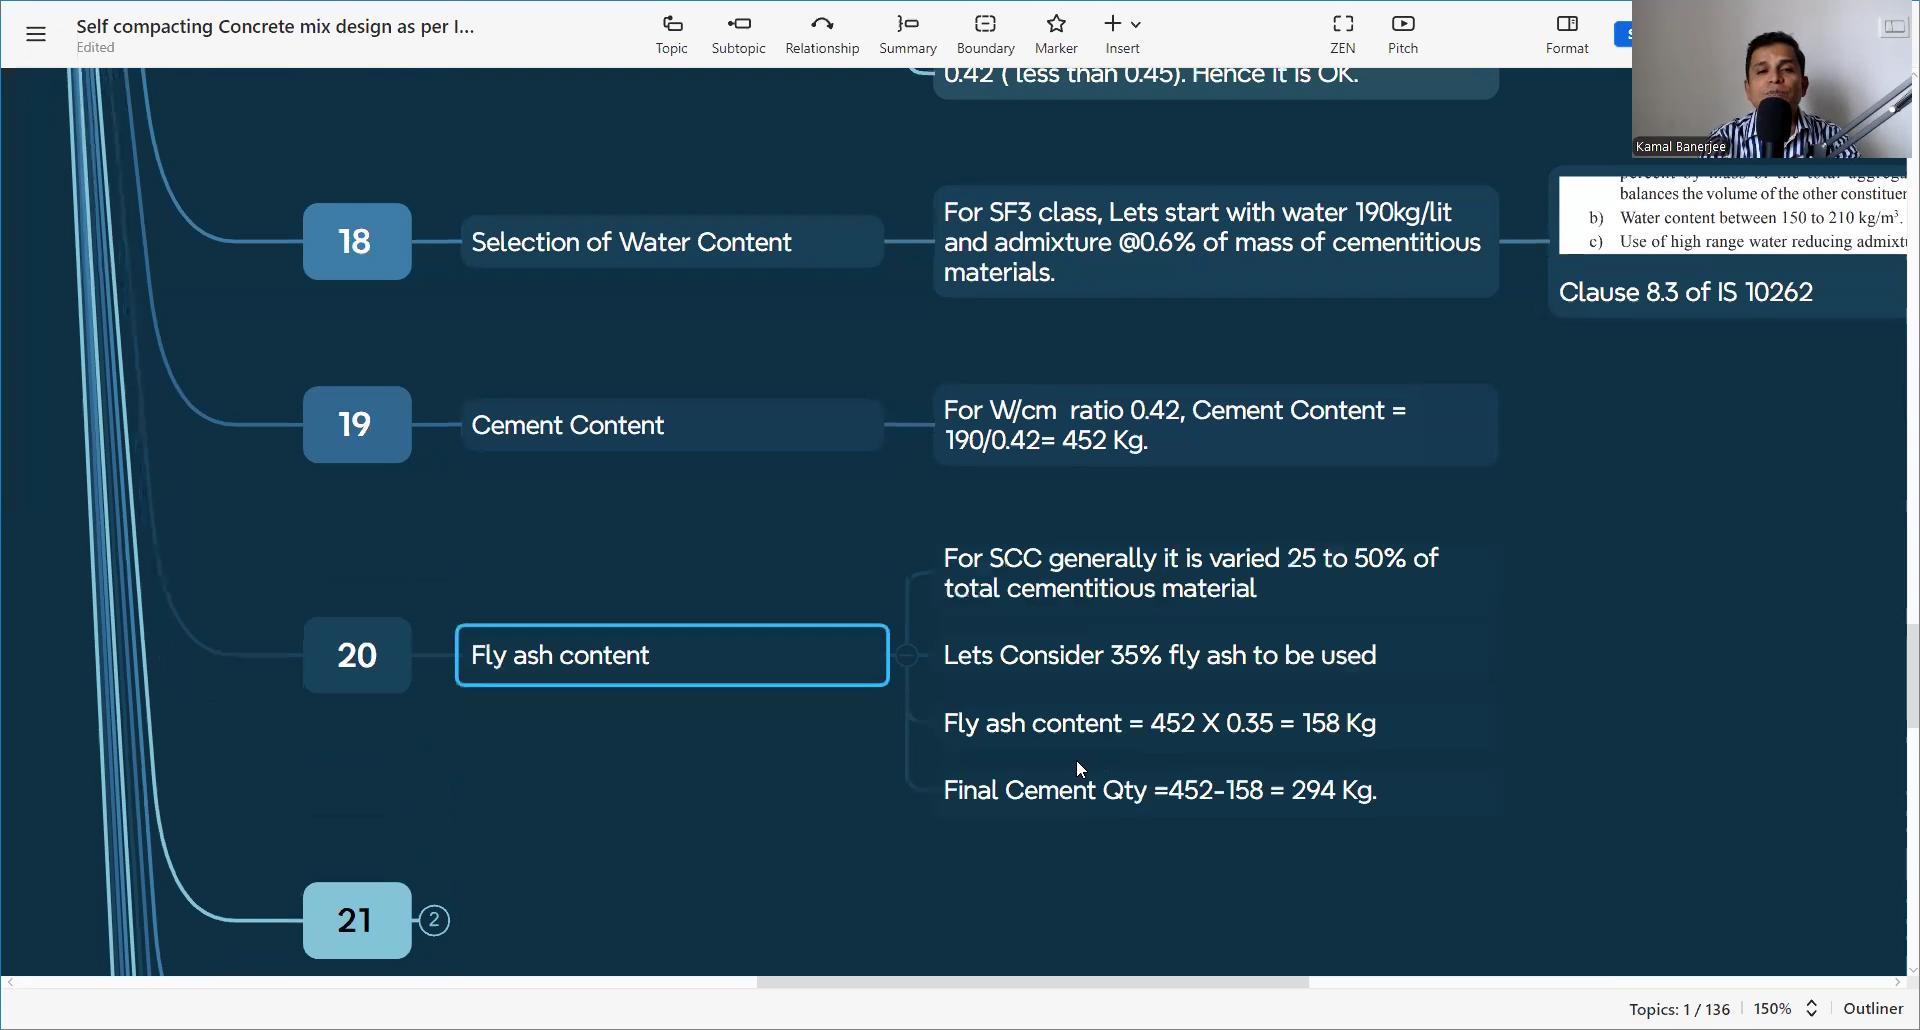 Self compacting Concrete mix design as per I...
Edited
Topic
Subtopic
Relationship
Summary
Boundary
Marker
Insert
ZEN
Pitch
Format
Kamal Banerjee
0.42 ( less than 0.45). Hence it is OK.
18
Selection of Water Content
For SF3 class, Lets start with water 190kg/lit
and admixture @0.6% of mass of cementitious
materials.
percent by mass of the total
balances the volume of the other
b) Water content between 150 to 210 kg/m³.
c) Use of high range water reducing
Clause 8.3 of IS 10262
19
Cement Content
For W/cm ratio 0.42, Cement Content =
190/0.42= 452 Kg.
20
Fly ash content
For SCC generally it is varied 25 to 50% of
total cementitious material
Lets Consider 35% fly ash to be used
Fly ash content = 452 X 0.35 = 158 Kg
Final Cement Qty =452-158 = 294 Kg.
21
2
Topics: 1 / 136
150%
Outliner